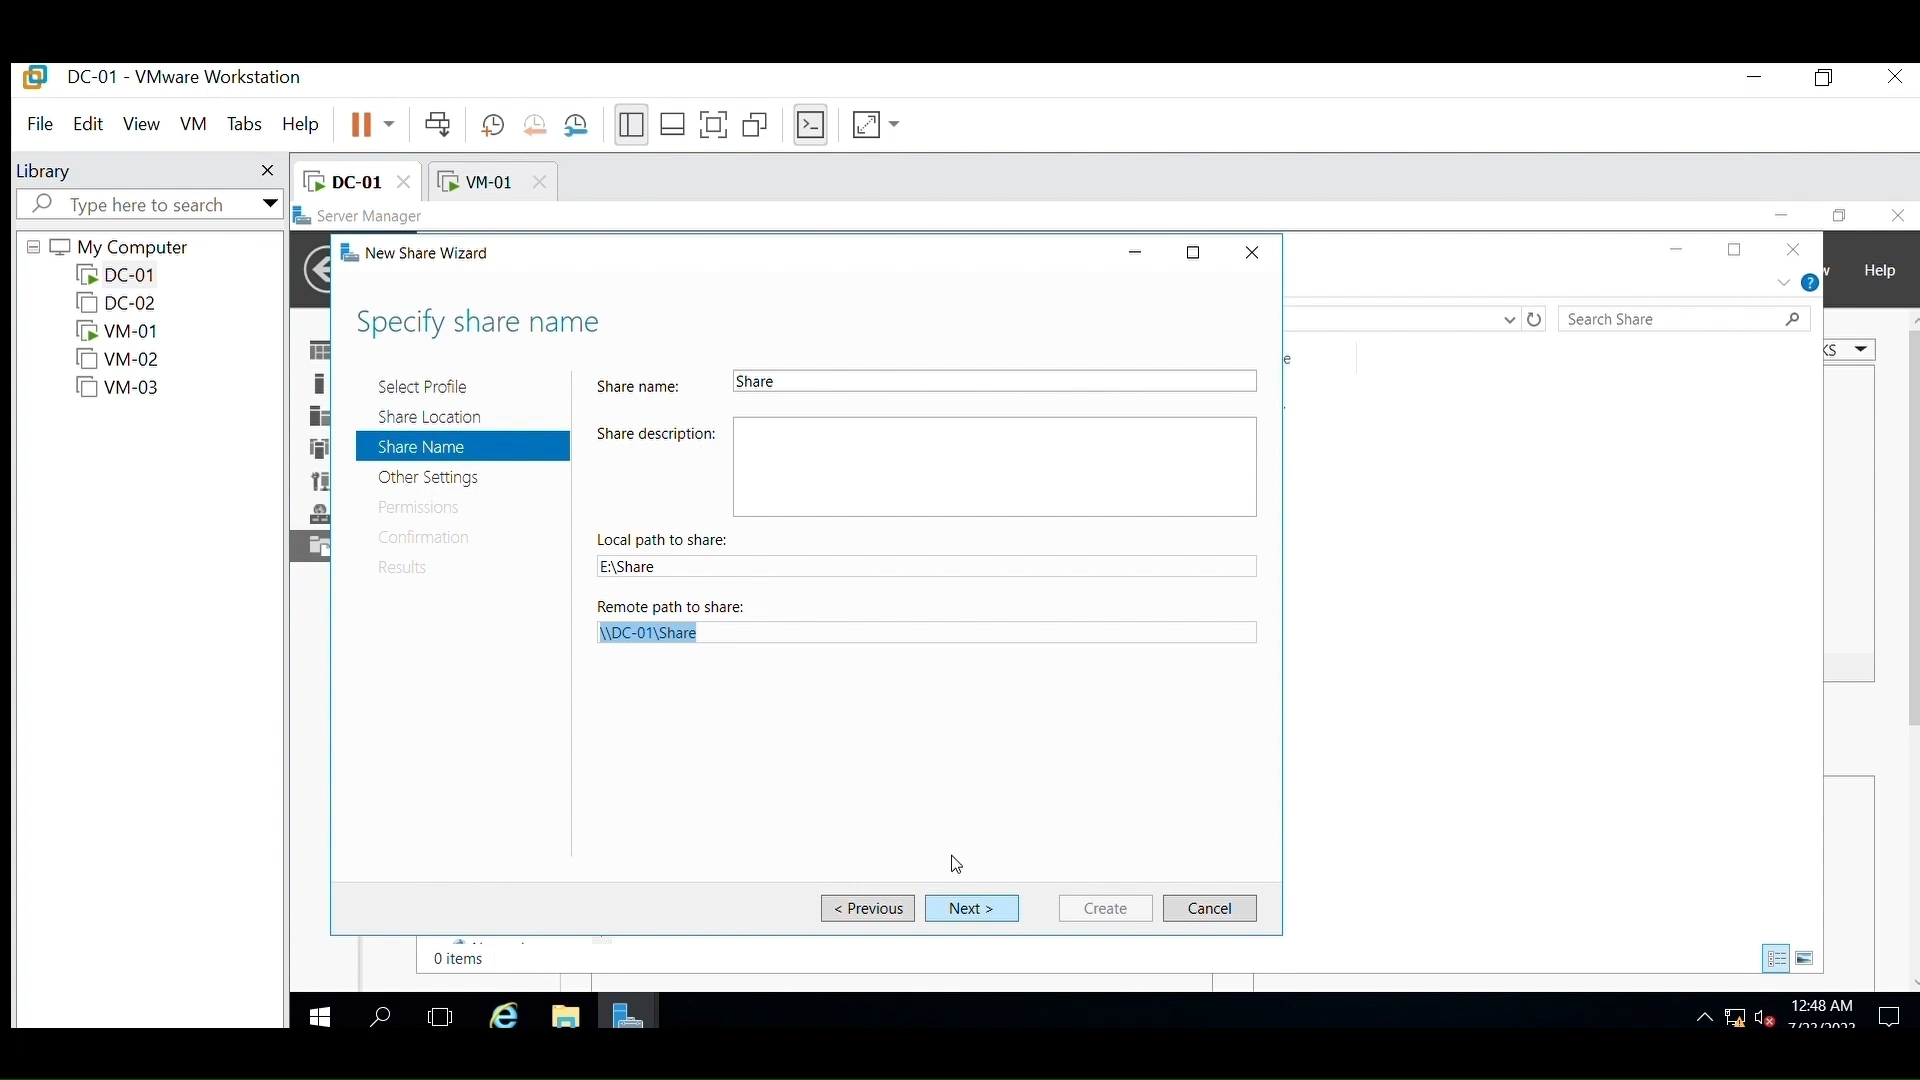 DC-01 - VMware Workstation
File Edit View VM Tabs Help
Library
Type here to search
My Computer
DC-01
DC-02
VM-01
VM-02
VM-03
DC-01 VM-01
Server Manager
New Share Wizard
Help
Specify share name
Search Share
Select Profile
Share Location
Share Name
Other Settings
Permissions
Confirmation
Results
Share name: Share
Share description:
Local path to share:
E:\Share
Remote path to share:
\\DC-01\Share
< Previous Next > Create Cancel
0 items
12:48 AM